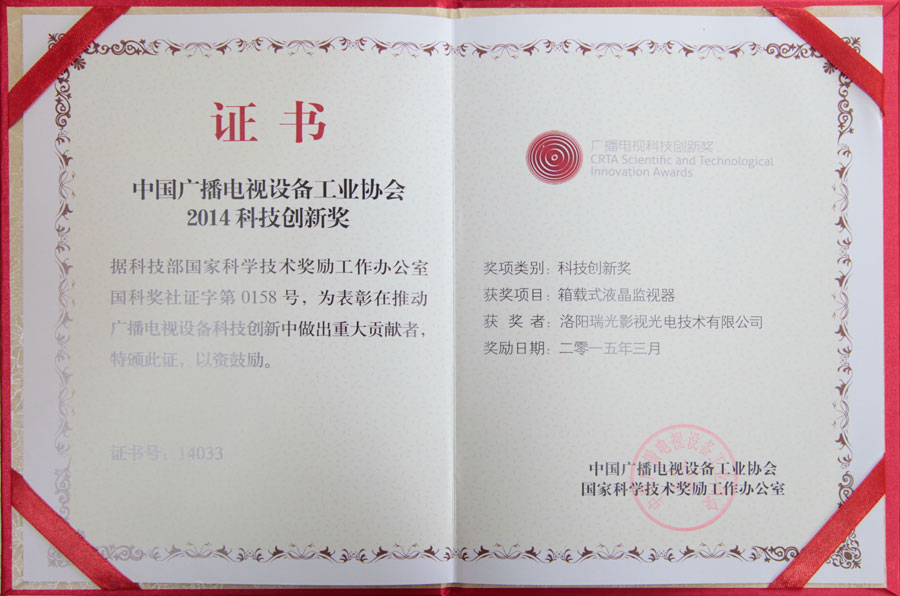 证书
中国广播电视设备工业协会
2014科技创新奖
据科技部国家科学技术奖励工作办公室
国科奖社证字第0158号，为表彰在推动
广播电视设备科技创新中做出重大贡献者，
特颁此证，以资鼓励。
证书号：14033
广播电视科技创新奖
CRTA Scientific and Technological
Innovation Awards
奖项类别：科技创新奖
获奖项目：箱载式液晶监视器
获奖者：洛阳瑞光影视光电技术有限公司
奖励日期：二零一五年三月
中国广播电视设备工业协会
国家科学技术奖励工作办公室